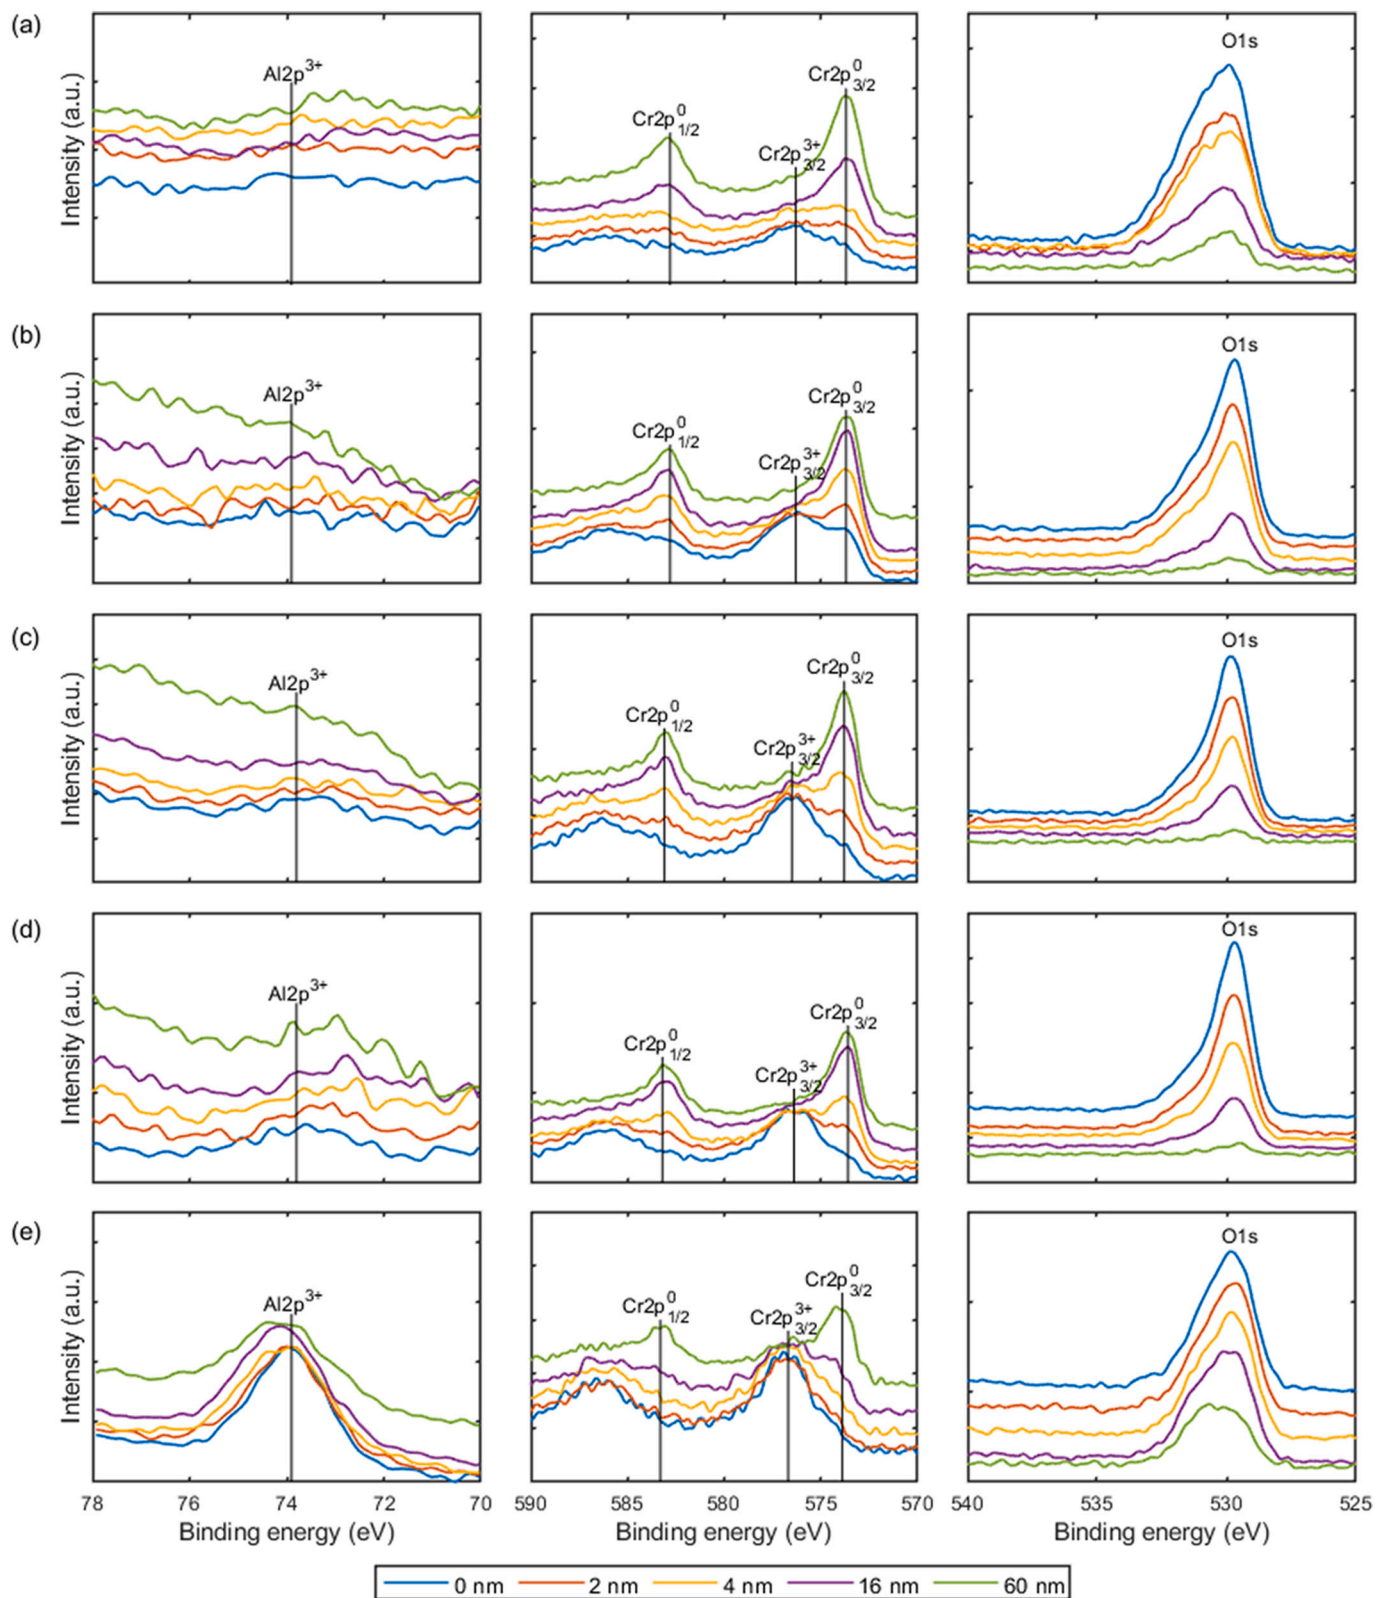 (a)
Intensity (a.u.)
Al2p3+
Cr2p0 1/2
Cr2p3+ 3/2
Cr2p0 3/2
O1s
(b)
Intensity (a.u.)
Al2p3+
Cr2p0 1/2
Cr2p3+ 3/2
Cr2p0 3/2
O1s
(c)
Intensity (a.u.)
Al2p3+
Cr2p0 1/2
Cr2p3+ 3/2
Cr2p0 3/2
O1s
(d)
Intensity (a.u.)
Al2p3+
Cr2p0 1/2
Cr2p3+ 3/2
Cr2p0 3/2
O1s
(e)
Intensity (a.u.)
Al2p3+
Cr2p0 1/2
Cr2p3+ 3/2
Cr2p0 3/2
O1s
78 76 74 72 70 590 585 580 575 570 540 535 530 525
Binding energy (eV) Binding energy (eV) Binding energy (eV)
0 nm 2 nm 4 nm 16 nm 60 nm